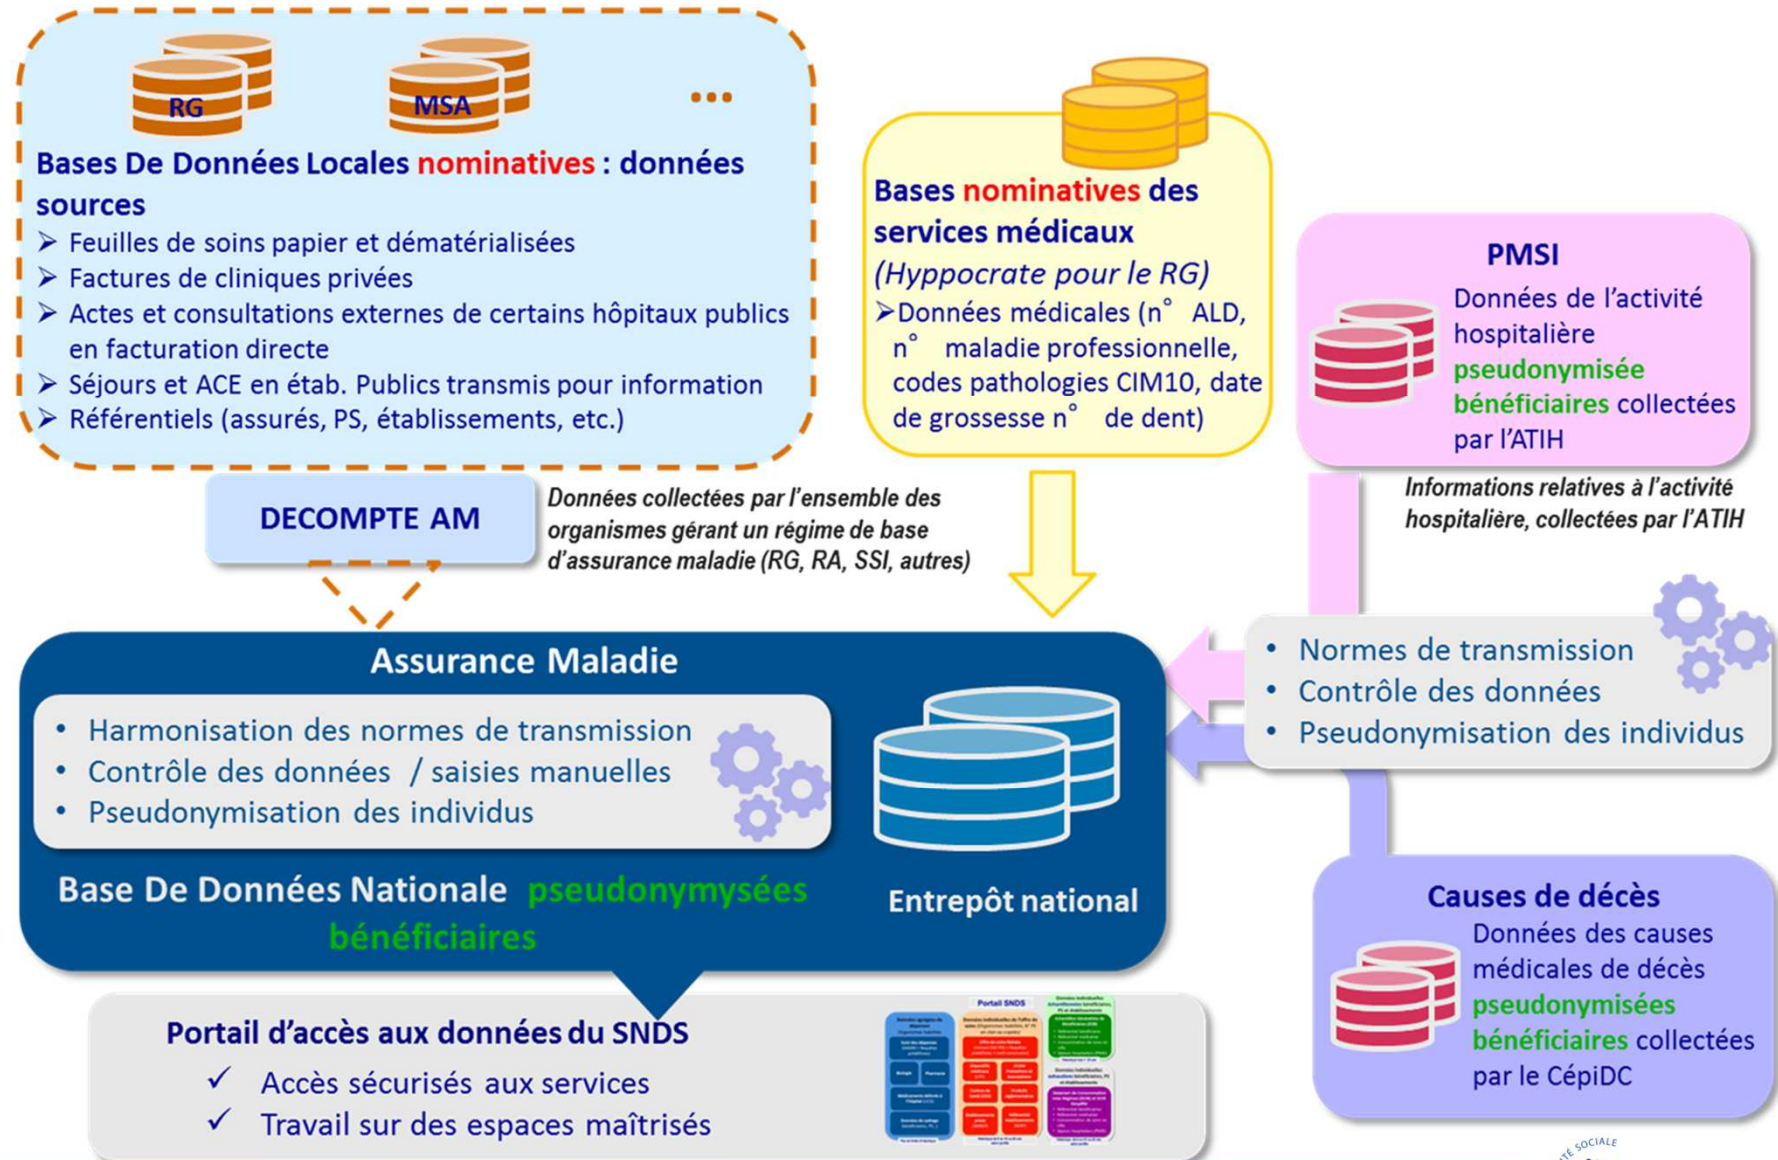 RG
MSA
...
Bases De Données Locales nominatives : données
sources
➢ Feuilles de soins papier et dématérialisées
➢ Factures de cliniques privées
➢ Actes et consultations externes de certains hôpitaux publics
en facturation directe
➢ Séjours et ACE en étab. Publics transmis pour information
➢ Référentiels (assurés, PS, établissements, etc.)
Bases nominatives des
services médicaux
(Hyppocrate pour le RG)
➢Données médicales (n° ALD,
n° maladie professionnelle,
codes pathologies CIM10, date
de grossesse n° de dent)
PMSI
Données de l'activité
hospitalière
pseudonymisée
bénéficiaires collectées
par l'ATIH
DECOMPTE AM
Données collectées par l'ensemble des
organismes gérant un régime de base
d'assurance maladie (RG, RA, SSI, autres)
Informations relatives à l'activité
hospitalière, collectées par l'ATIH
Assurance Maladie
• Harmonisation des normes de transmission
• Contrôle des données / saisies manuelles
• Pseudonymisation des individus
Base De Données Nationale pseudonymysées
bénéficiaires
Entrepôt national
• Normes de transmission
• Contrôle des données
• Pseudonymisation des individus
Causes de décès
Données des causes
médicales de décès
pseudonymisées
bénéficiaires collectées
par le CépiDC
Portail d'accès aux données du SNDS
✓ Accès sécurisés aux services
✓ Travail sur des espaces maîtrisés
Portail SNDS
Biologie
Pharmacie
SOCIALE